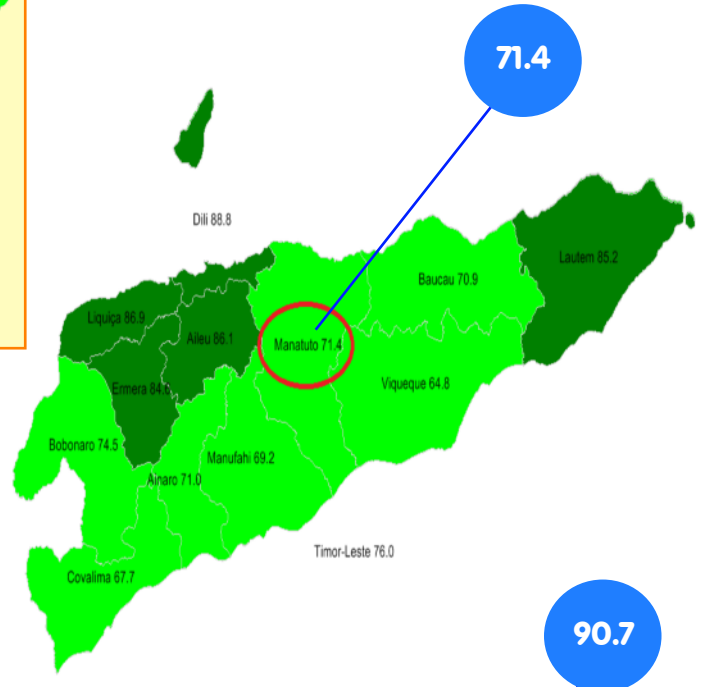 71.4
Dili 88.8
Lautem 85.2
Baucau 70.9
Liquiça 86.9
Aileu 86.1
Manatuto 71.4
Ermera 84.6
Viqueque 64.8
Bobonaro 74.5
Manufahi 69.2
Ainaro 71.0
Timor-Leste 76.0
Covalima 67.7
90.7